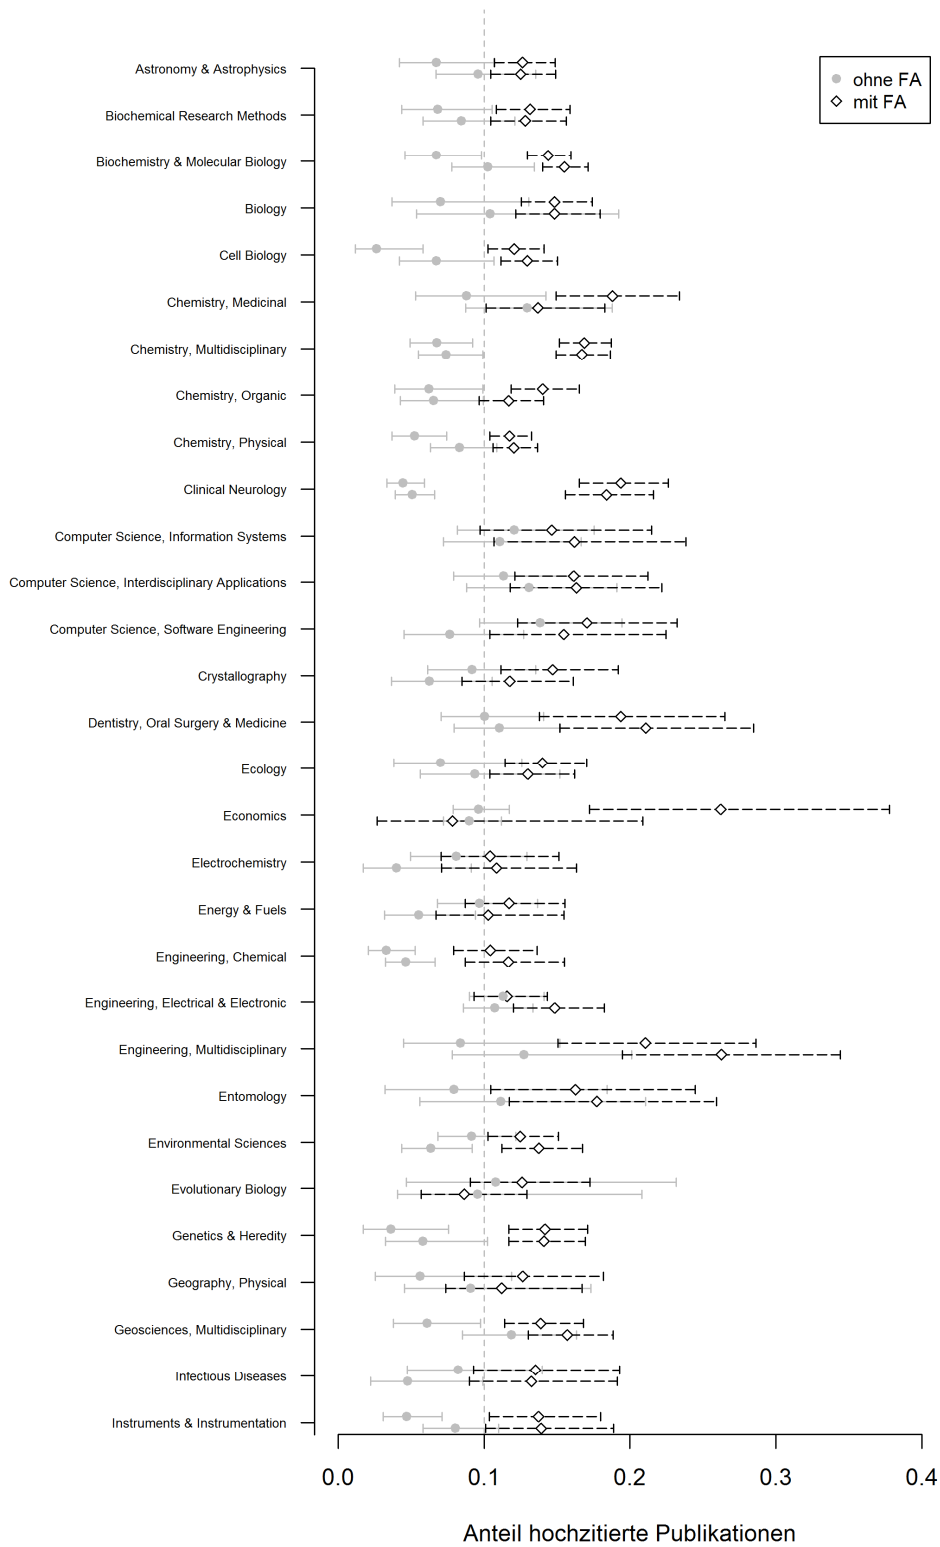 ohne FA
mit FA
Astronomy & Astrophysics
Biochemical Research Methods
Biochemistry & Molecular Biology
Biology
Cell Biology
Chemistry, Medicinal
Chemistry, Multidisciplinary
Chemistry, Organic
Chemistry, Physical
Clinical Neurology
Computer Science, Information Systems
Computer Science, Interdisciplinary Applications
Computer Science, Software Engineering
Crystallography
Dentistry, Oral Surgery & Medicine
Ecology
Economics
Electrochemistry
Energy & Fuels
Engineering, Chemical
Engineering, Electrical & Electronic
Engineering, Multidisciplinary
Entomology
Environmental Sciences
Evolutionary Biology
Genetics & Heredity
Geography, Physical
Geosciences, Multidisciplinary
Infectious Diseases
Instruments & Instrumentation
0.0 0.1 0.2 0.3 0.4
Anteil hochzitierte Publikationen